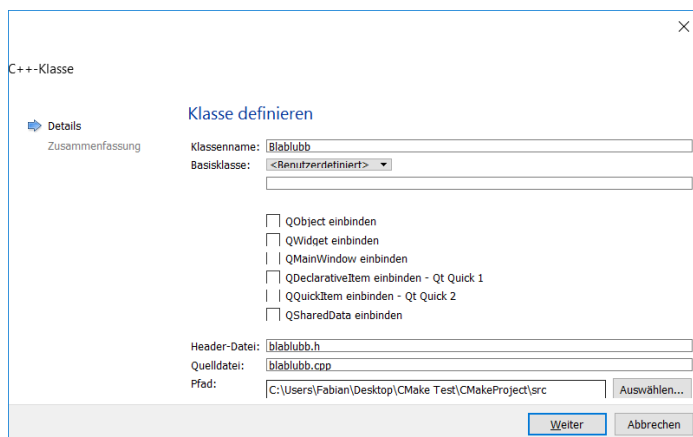 C++-Klasse
Details
Zusammenfassung
Klasse definieren
Klassenname: Blablubb
Basisklasse: <Benutzerdefiniert>
QObject einbinden
QWidget einbinden
QMainWindow einbinden
QDeclarativeItem einbinden - Qt Quick 1
QQuickItem einbinden - Qt Quick 2
QSharedData einbinden
Header-Datei: blablubb.h
Quelldatei: blablubb.cpp
Pfad: C:\Users\Fabian\Desktop\CMake Test\CMakeProject\src Auswählen...
Weiter Abbrechen